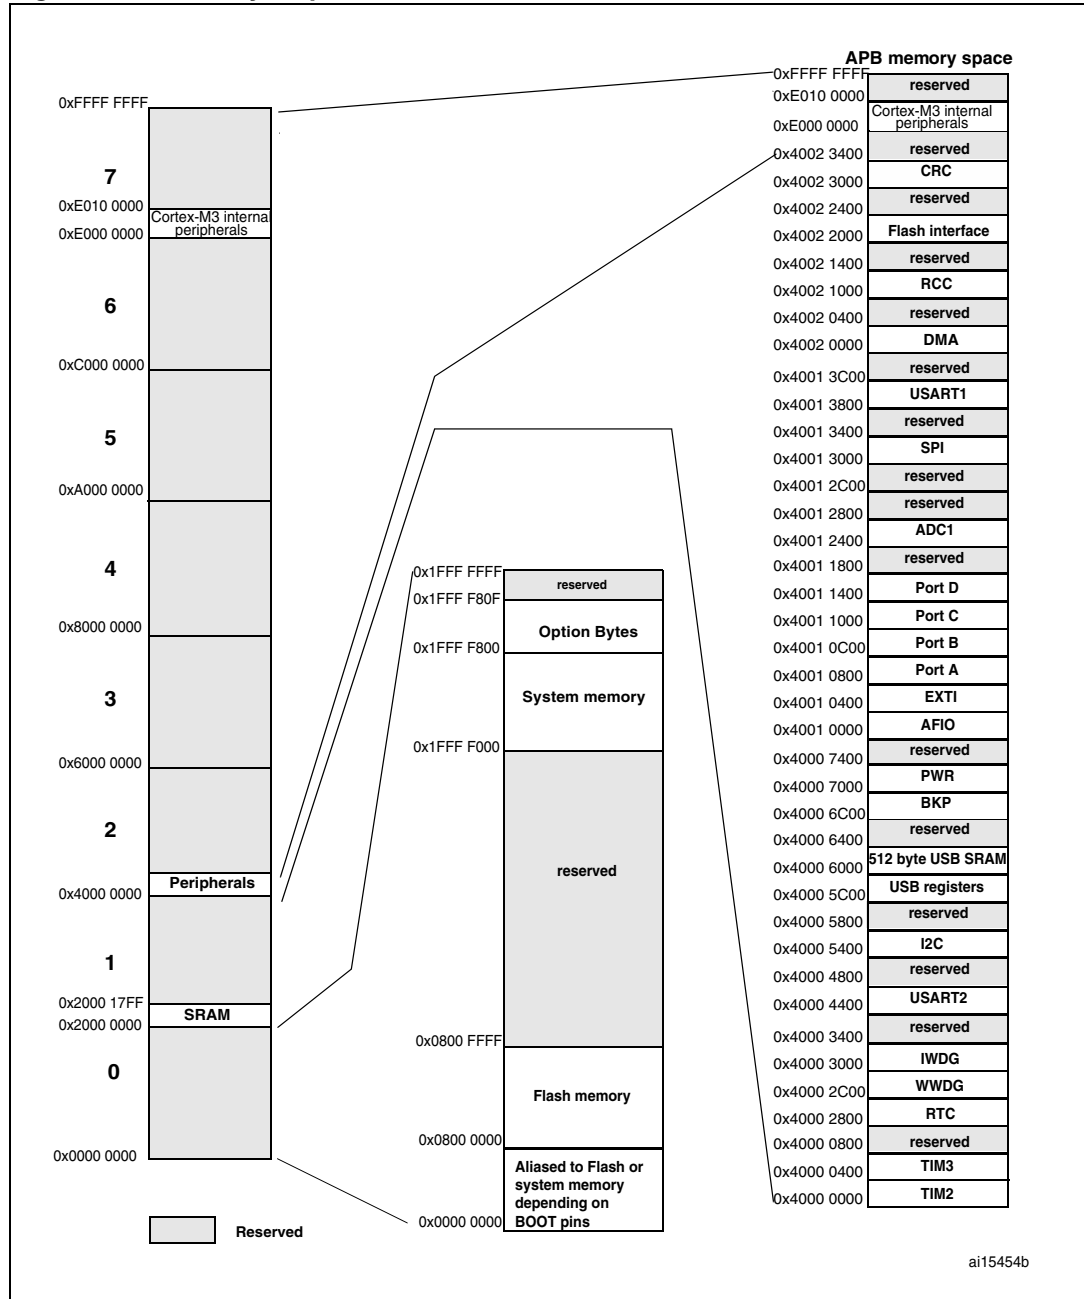 APB memory space
0xFFFF FFFF
7
0xE010 0000
Cortex-M3 internal
peripherals
0xE000 0000
6
0xC000 0000
5
0xA000 0000
4
0x8000 0000
3
0x6000 0000
2
Peripherals
0x4000 0000
1
0x2000 17FF
SRAM
0x2000 0000
0
0x0000 0000
Reserved
0x1FFF FFFF
reserved
0x1FFF F80F
Option Bytes
0x1FFF F800
System memory
0x1FFF F000
reserved
0x0800 FFFF
Flash memory
0x0800 0000
Aliased to Flash or
system memory
depending on
BOOT pins
0x0000 0000
0xFFFF FFFF
reserved
0xE010 0000
Cortex-M3 internal
peripherals
0xE000 0000
reserved
0x4002 3400
CRC
0x4002 3000
reserved
0x4002 2400
Flash interface
0x4002 2000
reserved
0x4002 1400
RCC
0x4002 1000
reserved
0x4002 0400
DMA
0x4002 0000
reserved
0x4001 3C00
USART1
0x4001 3800
reserved
0x4001 3400
SPI
0x4001 3000
reserved
0x4001 2C00
reserved
0x4001 2800
ADC1
0x4001 2400
reserved
0x4001 1800
Port D
0x4001 1400
Port C
0x4001 1000
Port B
0x4001 0C00
Port A
0x4001 0800
EXTI
0x4001 0400
AFIO
0x4001 0000
reserved
0x4000 7400
PWR
0x4000 7000
BKP
0x4000 6C00
reserved
0x4000 6400
512 byte USB SRAM
0x4000 6000
USB registers
0x4000 5C00
reserved
0x4000 5800
I2C
0x4000 5400
reserved
0x4000 4800
USART2
0x4000 4400
reserved
0x4000 3400
IWDG
0x4000 3000
WWDG
0x4000 2C00
RTC
0x4000 2800
reserved
0x4000 0800
TIM3
0x4000 0400
TIM2
0x4000 0000
ai15454b